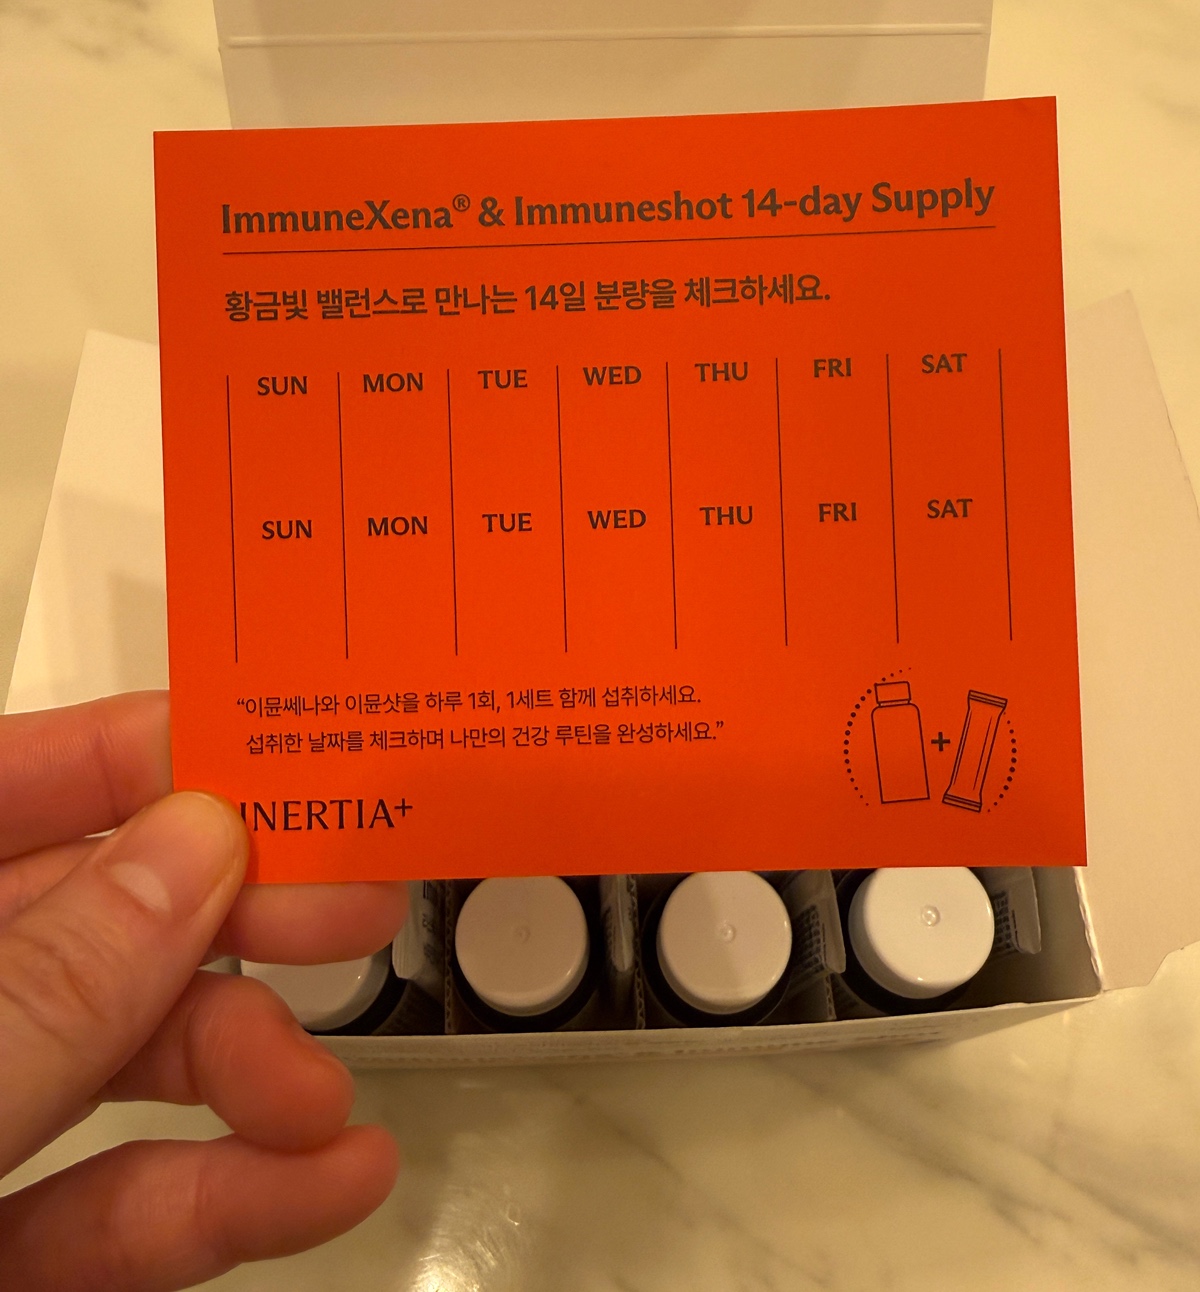 ImmuneXena® & Immuneshot 14-day Supply
황금빛 밸런스로 만나는 14일 분량을 체크하세요.
SUN MON TUE WED THU FRI SAT
SUN MON TUE WED THU FRI SAT
“이뮨쎄나와 이뮨샷을 하루 1회, 1세트 함께 섭취하세요.
섭취한 날짜를 체크하며 나만의 건강 루틴을 완성하세요.”
+
INERTIA+